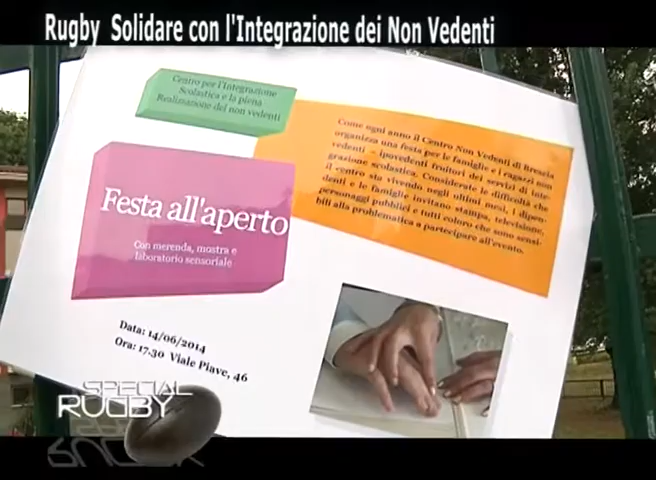 Rugby Solidare con l'Integrazione dei Non Vedenti
Centro per l'Integrazione
Scolastica e la piena
Realizzazione dei non vedenti
Come ogni anno il Centro Non Vedenti di Brescia
organizza una festa per le famiglie e i ragazzi non
vedenti e ipovedenti fruitori dei servizi di inte-
grazione scolastica. Considerate le difficoltà che
il centro sta vivendo negli ultimi mesi, i dipen-
denti e le famiglie invitano stampa, televisione,
personaggi pubblici e tutti coloro che sono sensi-
bili alla problematica a partecipare all'evento.
Festa all'aperto
Con merenda, mostra e
laboratorio sensoriale
Data: 14/06/2014
Ora: 17.30 Viale Piave, 46
SPECIAL
RUGBY